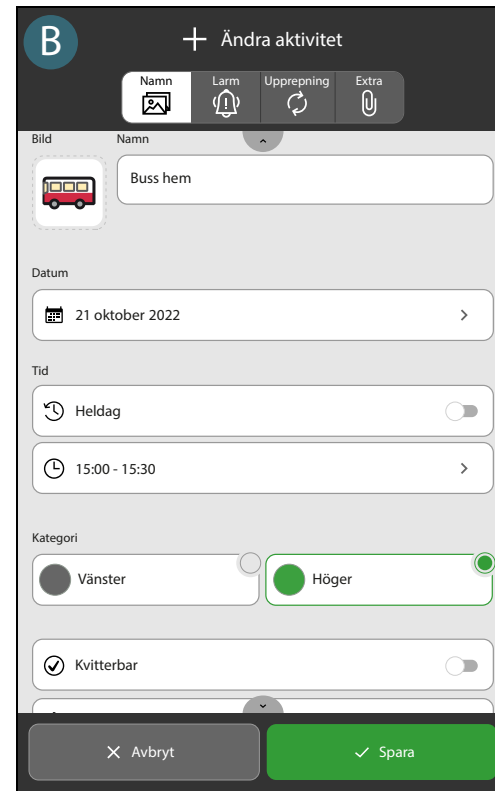 B
Ändra aktivitet
Namn Larm Upprepning Extra
Bild Namn
Buss hem
Datum
21 oktober 2022
Tid
Heldag
15:00 - 15:30
Kategori
Vänster Höger
Kvitterbar
Avbryt Spara